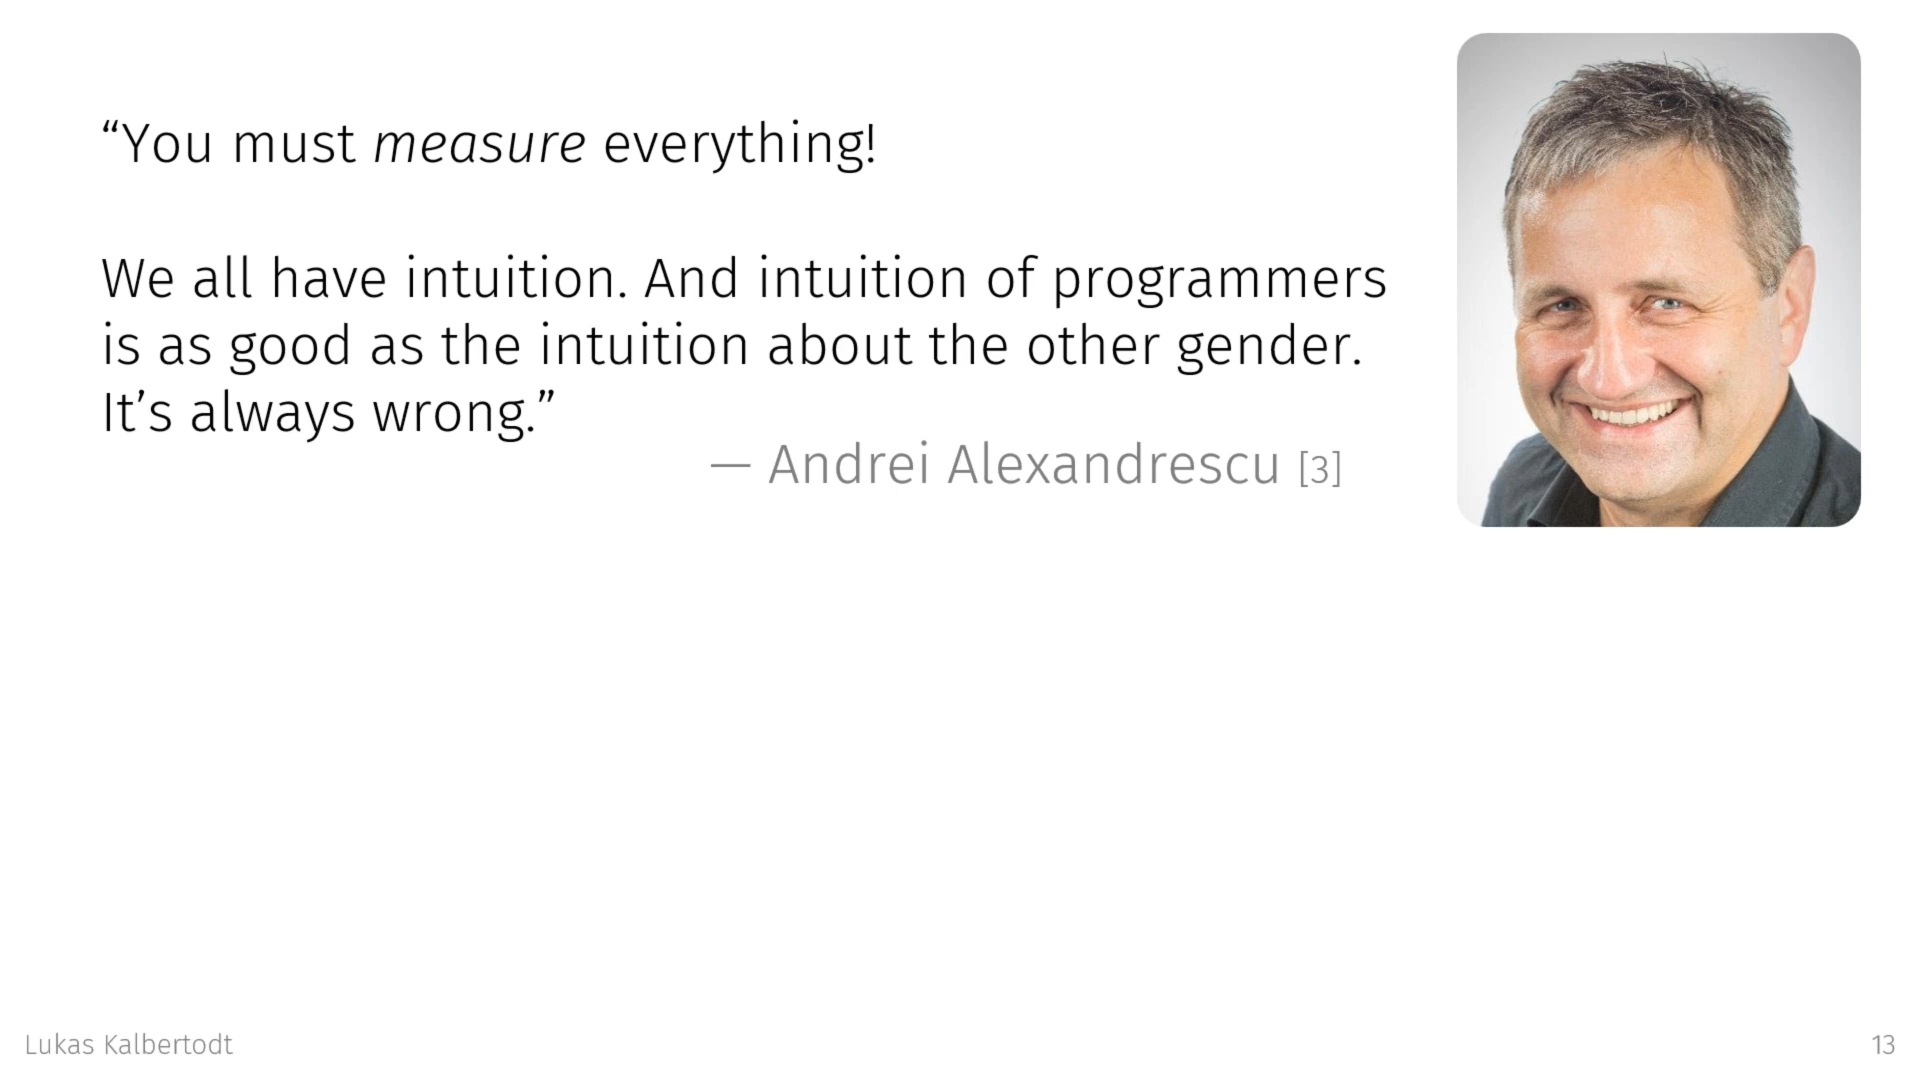 “You must measure everything!
We all have intuition. And intuition of programmers
is as good as the intuition about the other gender.
It’s always wrong.”
— Andrei Alexandrescu [3]
Lukas Kalbertodt
13